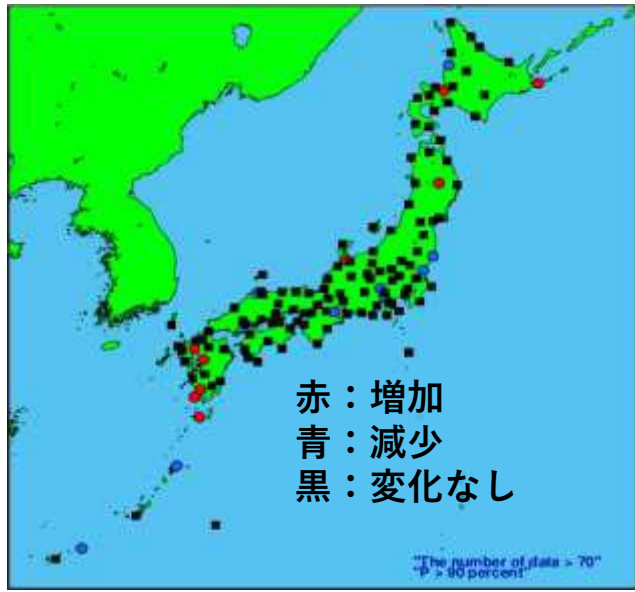 赤：増加
青：減少
黒：変化なし
"The number of data > 70"
"P > 90 percent"